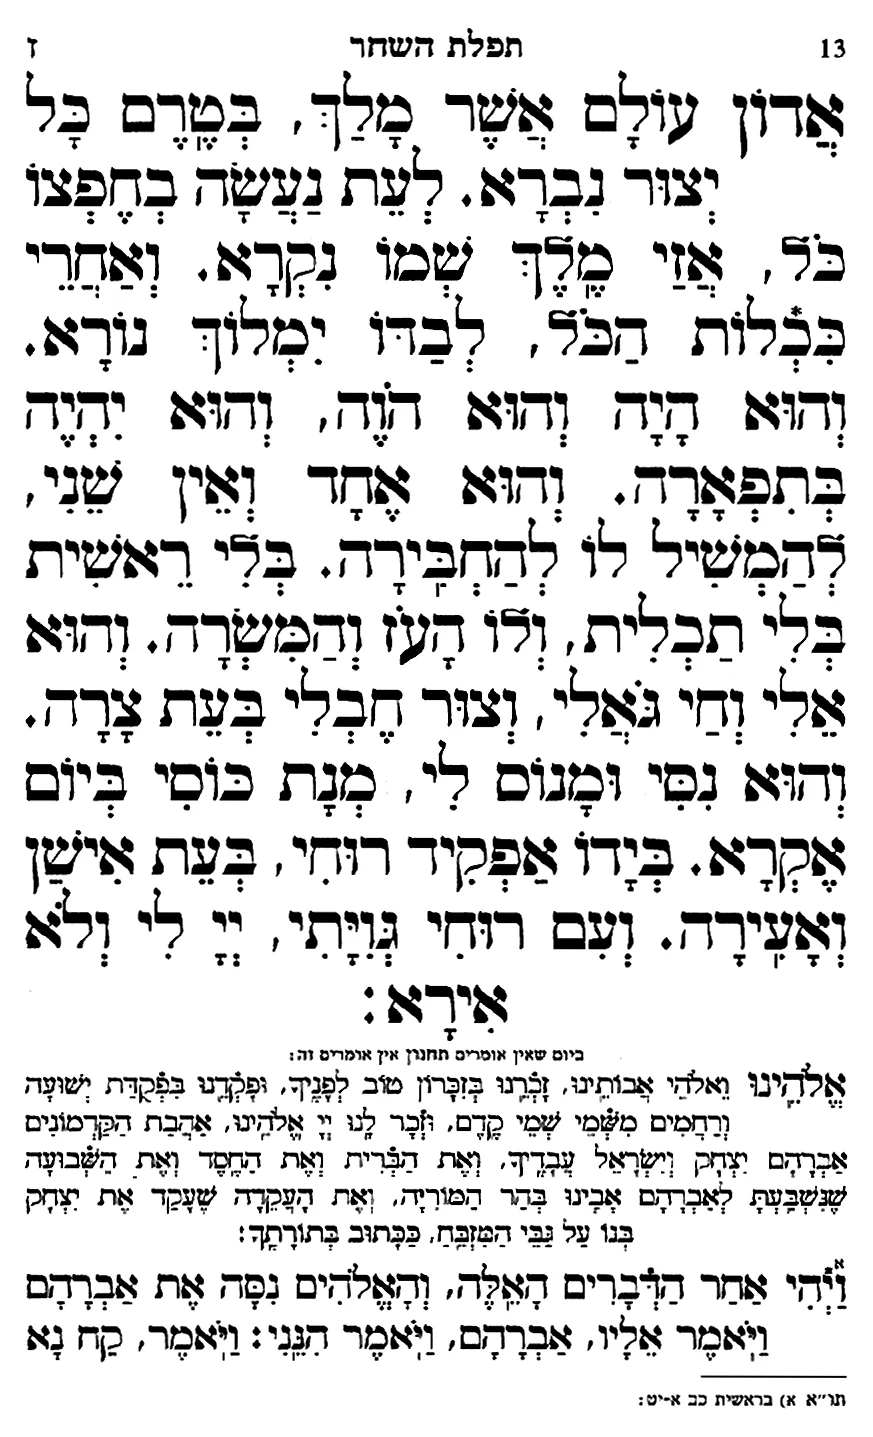 13 תפלת השחר ז
אֲדוֹן עוֹלָם אֲשֶׁר מָלַךְ, בְּטֶרֶם כָּל
יְצוּר נִבְרָא. לְעֵת נַעֲשָׂה בְחֶפְצוֹ
כֹּל, אֲזַי מֶלֶךְ שְׁמוֹ נִקְרָא. וְאַחֲרֵי
כִּכְ*לוֹת הַכֹּל, לְבַדּוֹ יִמְלוֹךְ נוֹרָא.
וְהוּא הָיָה וְהוּא הֹוֶה, וְהוּא יִהְיֶה
בְּתִפְאָרָה. וְהוּא אֶחָד וְאֵין שֵׁנִי,
לְהַמְשִׁיל לוֹ לְהַחְבִּירָה. בְּלִי רֵאשִׁית
בְּלִי תַכְלִית, וְלוֹ הָעֹז וְהַמִּשְׂרָה. וְהוּא
אֵלִי וְחַי גֹּאֲלִי, וְצוּר חֶבְלִי בְּעֵת צָרָה.
וְהוּא נִסִּי וּמָנוֹס לִי, מְנָת כּוֹסִי בְּיוֹם
אֶקְרָא. בְּיָדוֹ אַפְקִיד רוּחִי, בְּעֵת אִישַׁן
וְאָעִירָה. וְעִם רוּחִי גְּוִיָּתִי, יְיָ לִי וְלֹא
אִירָא:
ביום שאין אומרים תחנון אין אומרים זה:
אֱלֹהֵינוּ וֵאלֹהֵי אֲבוֹתֵינוּ, זָכְרֵנוּ בְּזִכָּרוֹן טוֹב לְפָנֶיךָ, וּפָקְדֵנוּ בִּפְקֻדַּת יְשׁוּעָה
וְרַחֲמִים מִשְּׁמֵי שְׁמֵי קֶדֶם, וּזְכָר לָנוּ יְיָ אֱלֹהֵינוּ, אַהֲבַת הַקַּדְמוֹנִים
אַבְרָהָם יִצְחָק וְיִשְׂרָאֵל עֲבָדֶיךָ, וְאֶת הַבְּרִית וְאֶת הַחֶסֶד וְאֶת הַשְּׁבוּעָה
שֶׁנִּשְׁבַּעְתָּ לְאַבְרָהָם אָבִינוּ בְּהַר הַמּוֹרִיָּה, וְאֶת הָעֲקֵדָה שֶׁעָקַד אֶת יִצְחָק
בְּנוֹ עַל גַּבֵּי הַמִּזְבֵּחַ, כַּכָּתוּב בְּתוֹרָתֶךָ:
א וַיְהִי אַחַר הַדְּבָרִים הָאֵלֶּה, וְהָאֱלֹהִים נִסָּה אֶת אַבְרָהָם
וַיֹּאמֶר אֵלָיו, אַבְרָהָם, וַיֹּאמֶר הִנֵּנִי: וַיֹּאמֶר, קַח נָא
תו״א א) בראשית כב א-יט: